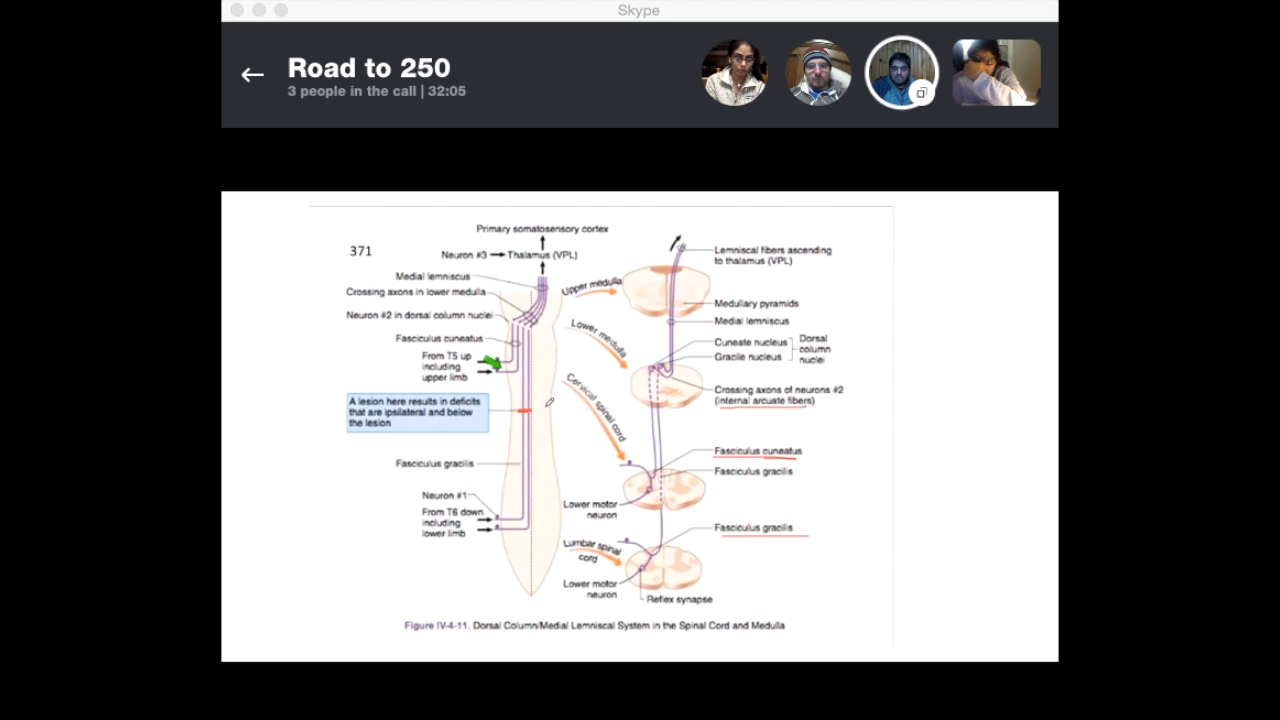 Skype
Road to 250
3 people in the call | 32:05
371
Primary somatosensory cortex
Neuron #3
Thalamus (VPL)
Medial lemniscus
Crossing axons in lower medulla
Neuron #2 in dorsal column nuclei
Fasciculus cuneatus
From T5 up
including
upper limb
A lesion here results in deficits
that are ipsilateral and below
the lesion
Fasciculus gracilis
Neuron #1
From T6 down
including
lower limb
Upper medulla
Lower medulla
Cervical spinal cord
Lumbar spinal
cord
Lemniscal fibers ascending
to thalamus (VPL)
Medullary pyramids
Medial lemniscus
Cuneate nucleus
Gracile nucleus
Dorsal
column
nuclei
Crossing axons of neurons #2
(internal arcuate fibers)
Fasciculus cuneatus
Fasciculus gracilis
Lower motor
neuron
Fasciculus gracilis
Lower motor
neuron
Reflex synapse
Figure IV-4-11. Dorsal Column/Medial Lemniscal System in the Spinal Cord and Medulla